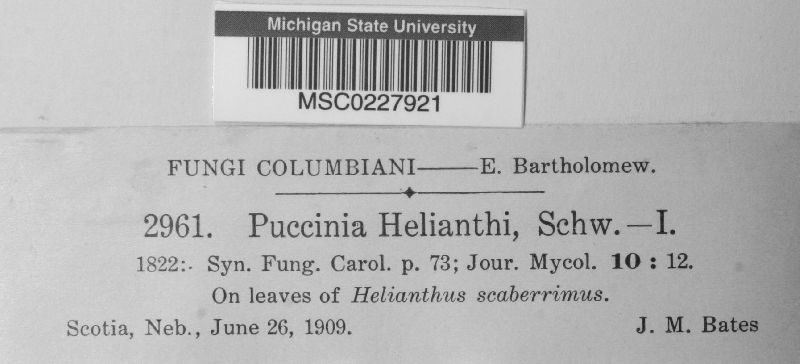 Michigan State University
MSC0227921
FUNGI COLUMBIANI——E. Bartholomew.
2961. Puccinia Helianthi, Schw.—I.
1822:· Syn. Fung. Carol. p. 73; Jour. Mycol. 10 : 12.
On leaves of Helianthus scaberrimus.
Scotia, Neb., June 26, 1909. J. M. Bates